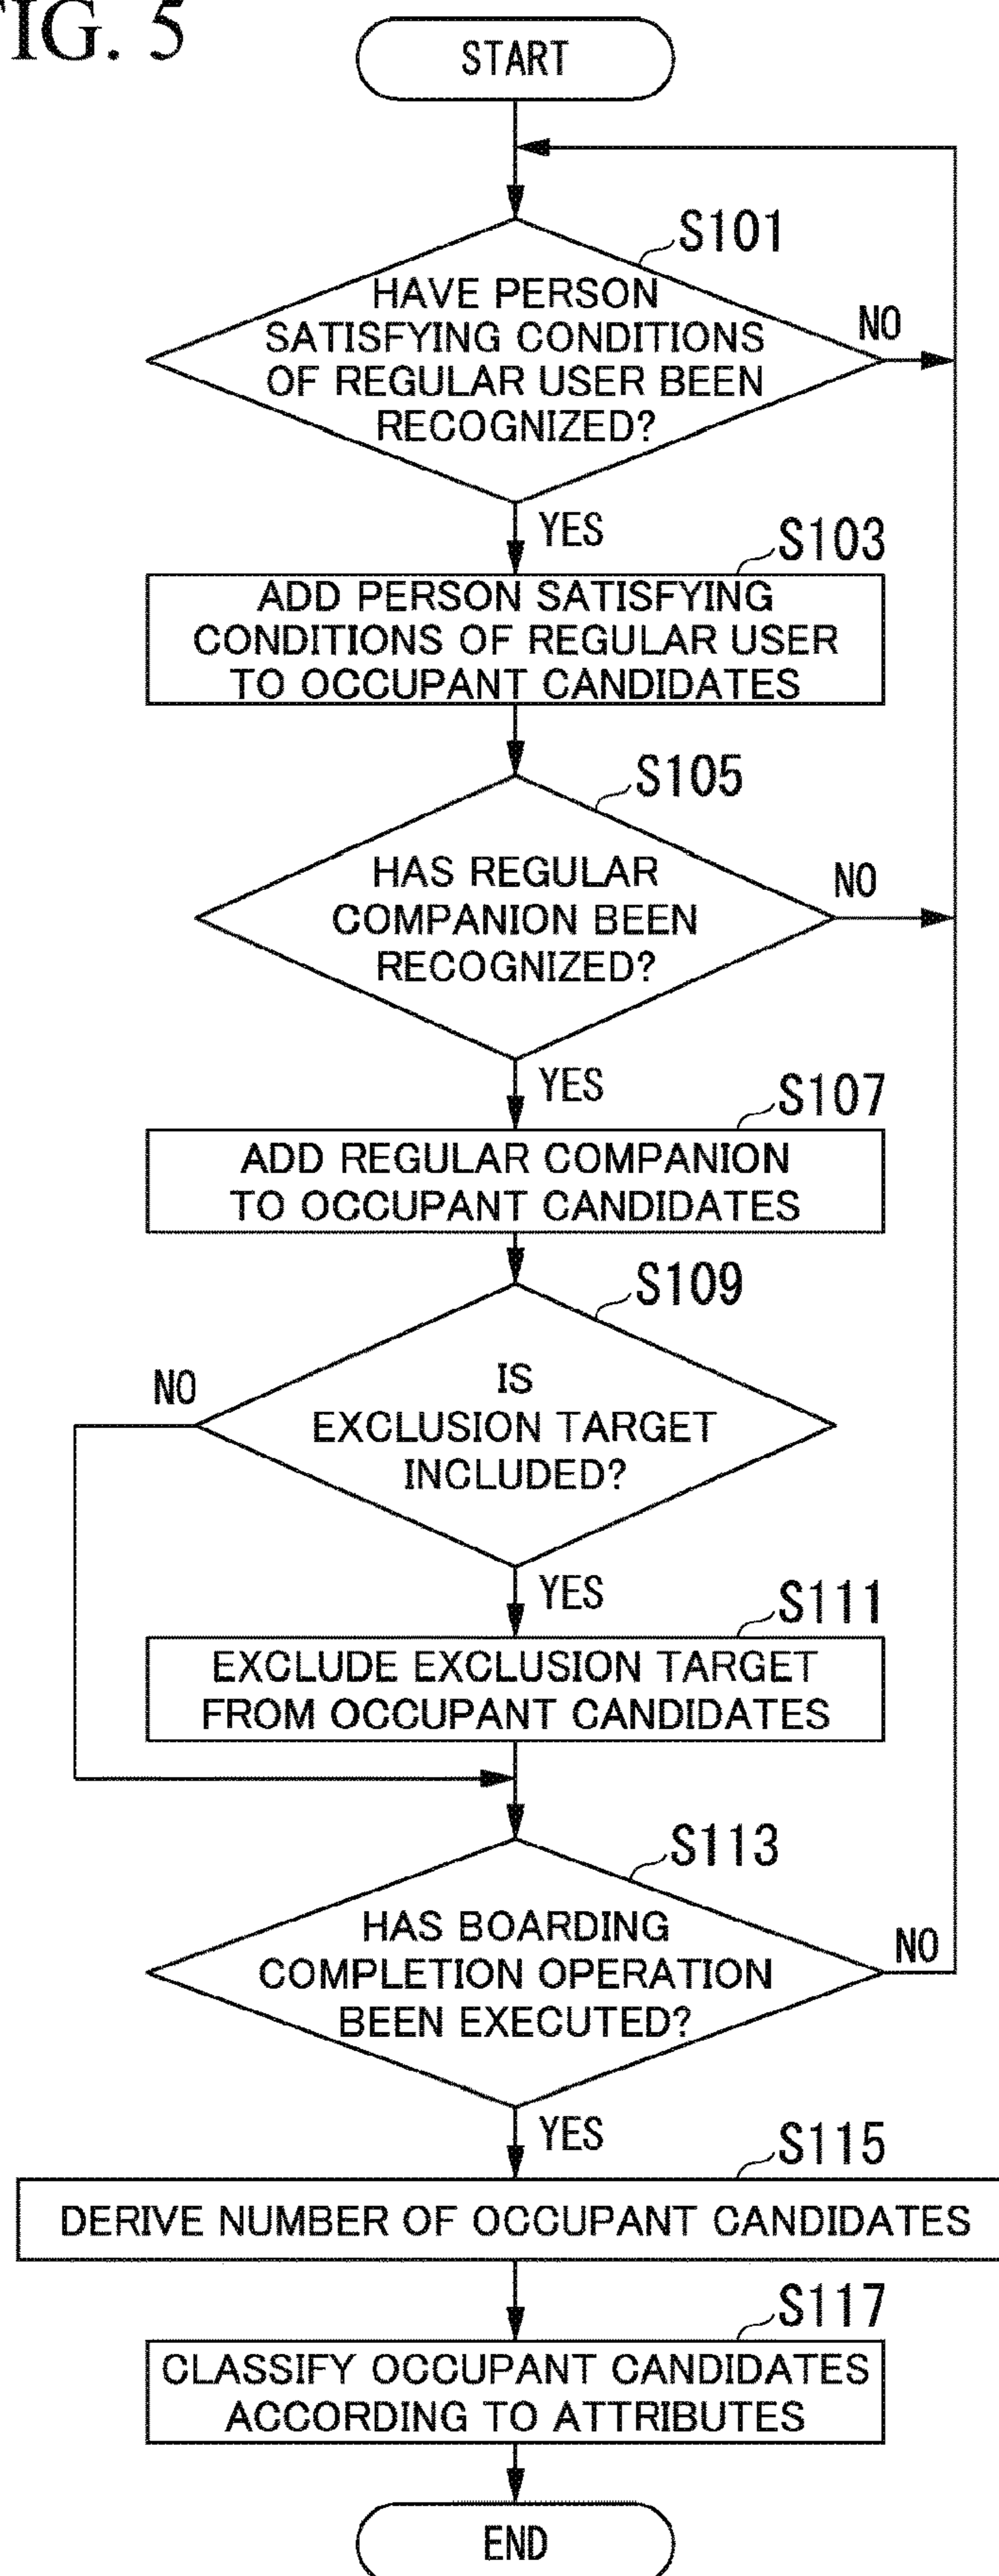 FIG. 5
START
S101
HAVE PERSON
SATISFYING CONDITIONS
OF REGULAR USER BEEN
RECOGNIZED?
NO
YES
S103
ADD PERSON SATISFYING
CONDITIONS OF REGULAR USER
TO OCCUPANT CANDIDATES
S105
HAS REGULAR
COMPANION BEEN
RECOGNIZED?
NO
YES
S107
ADD REGULAR COMPANION
TO OCCUPANT CANDIDATES
S109
IS
EXCLUSION TARGET
INCLUDED?
NO
YES
S111
EXCLUDE EXCLUSION TARGET
FROM OCCUPANT CANDIDATES
S113
HAS BOARDING
COMPLETION OPERATION
BEEN EXECUTED?
NO
YES
S115
DERIVE NUMBER OF OCCUPANT CANDIDATES
S117
CLASSIFY OCCUPANT CANDIDATES
ACCORDING TO ATTRIBUTES
END